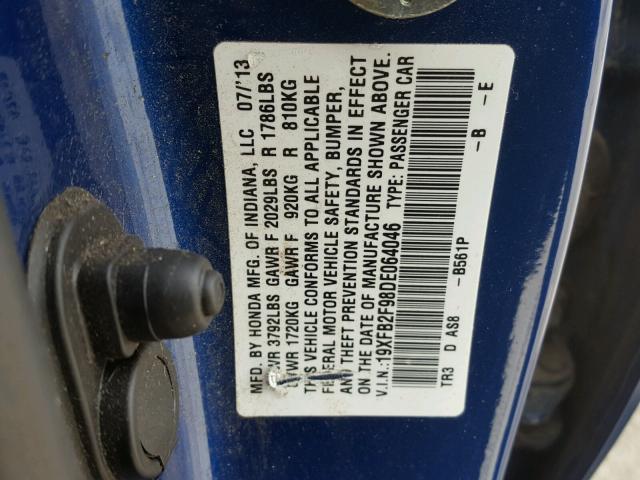 MFD. BY HONDA MFG. OF INDIANA, LLC 07/'13
GVWR 3792LBS GAWR F 2029LBS R 1786LBS
GVWR 1720KG GAWR F 920KG R 810KG
THIS VEHICLE CONFORMS TO ALL APPLICABLE
FEDERAL MOTOR VEHICLE SAFETY, BUMPER,
AND THEFT PREVENTION STANDARDS IN EFFECT
ON THE DATE OF MANUFACTURE SHOWN ABOVE.
V.I.N.:19XFB2F98DE064046 TYPE: PASSENGER CAR
TR3 D AS8 -B561P -B -E